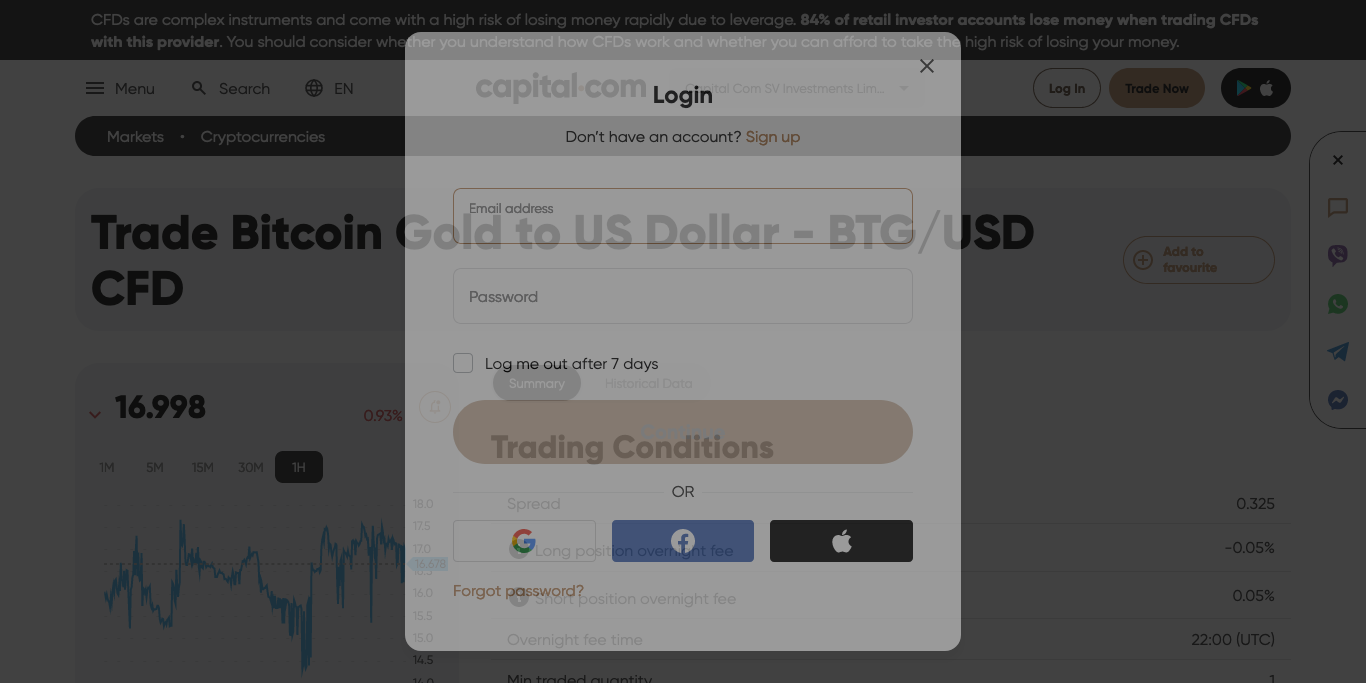 CFDs are complex instruments and come with a high risk of losing money rapidly due to leverage. 84% of retail investor accounts lose money when trading CFDs
with this provider. You should consider whether you understand how CFDs work and whether you can afford to take the high risk of losing your money.
Menu
Search
EN
capital.com
Capital Com SV Investments Lim...
Log In
Trade Now
Login
Markets
Cryptocurrencies
Don't have an account? Sign up
Email address
Trade Bitcoin Gold to US Dollar - BTG/USD
CFD
Add to
favourite
Password
Log me out after 7 days
Summary
Historical Data
16.998
0.93%
Trading Conditions
1M
5M
15M
30M
1H
OR
18.0
Spread
0.325
17.5
17.0
Long position overnight fee
-0.05%
16.678
16.5
16.0
Forgot password?
Short position overnight fee
0.05%
15.5
15.0
Overnight fee time
22:00 (UTC)
14.5
14.0
Min traded quantity
1